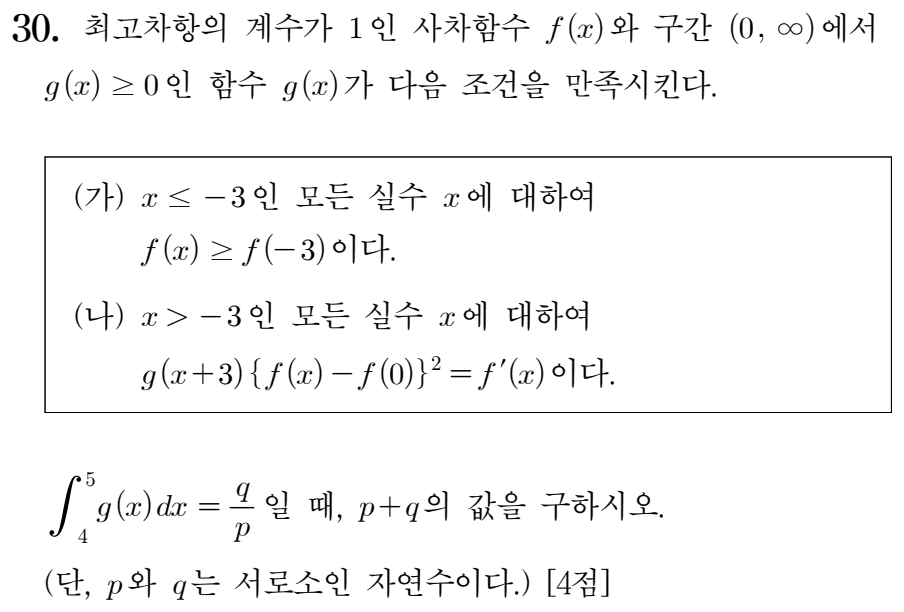 30. 최고차항의 계수가 1인 사차함수 f(x)와 구간 (0, ∞)에서
g(x) ≥ 0인 함수 g(x)가 다음 조건을 만족시킨다.
(가) x ≤ −3인 모든 실수 x에 대하여
f(x) ≥ f(−3)이다.
(나) x > −3인 모든 실수 x에 대하여
g(x+3){f(x)−f(0)}² = f′(x)이다.
∫₄⁵ g(x)dx = q/p 일 때, p+q의 값을 구하시오.
(단, p와 q는 서로소인 자연수이다.) [4점]